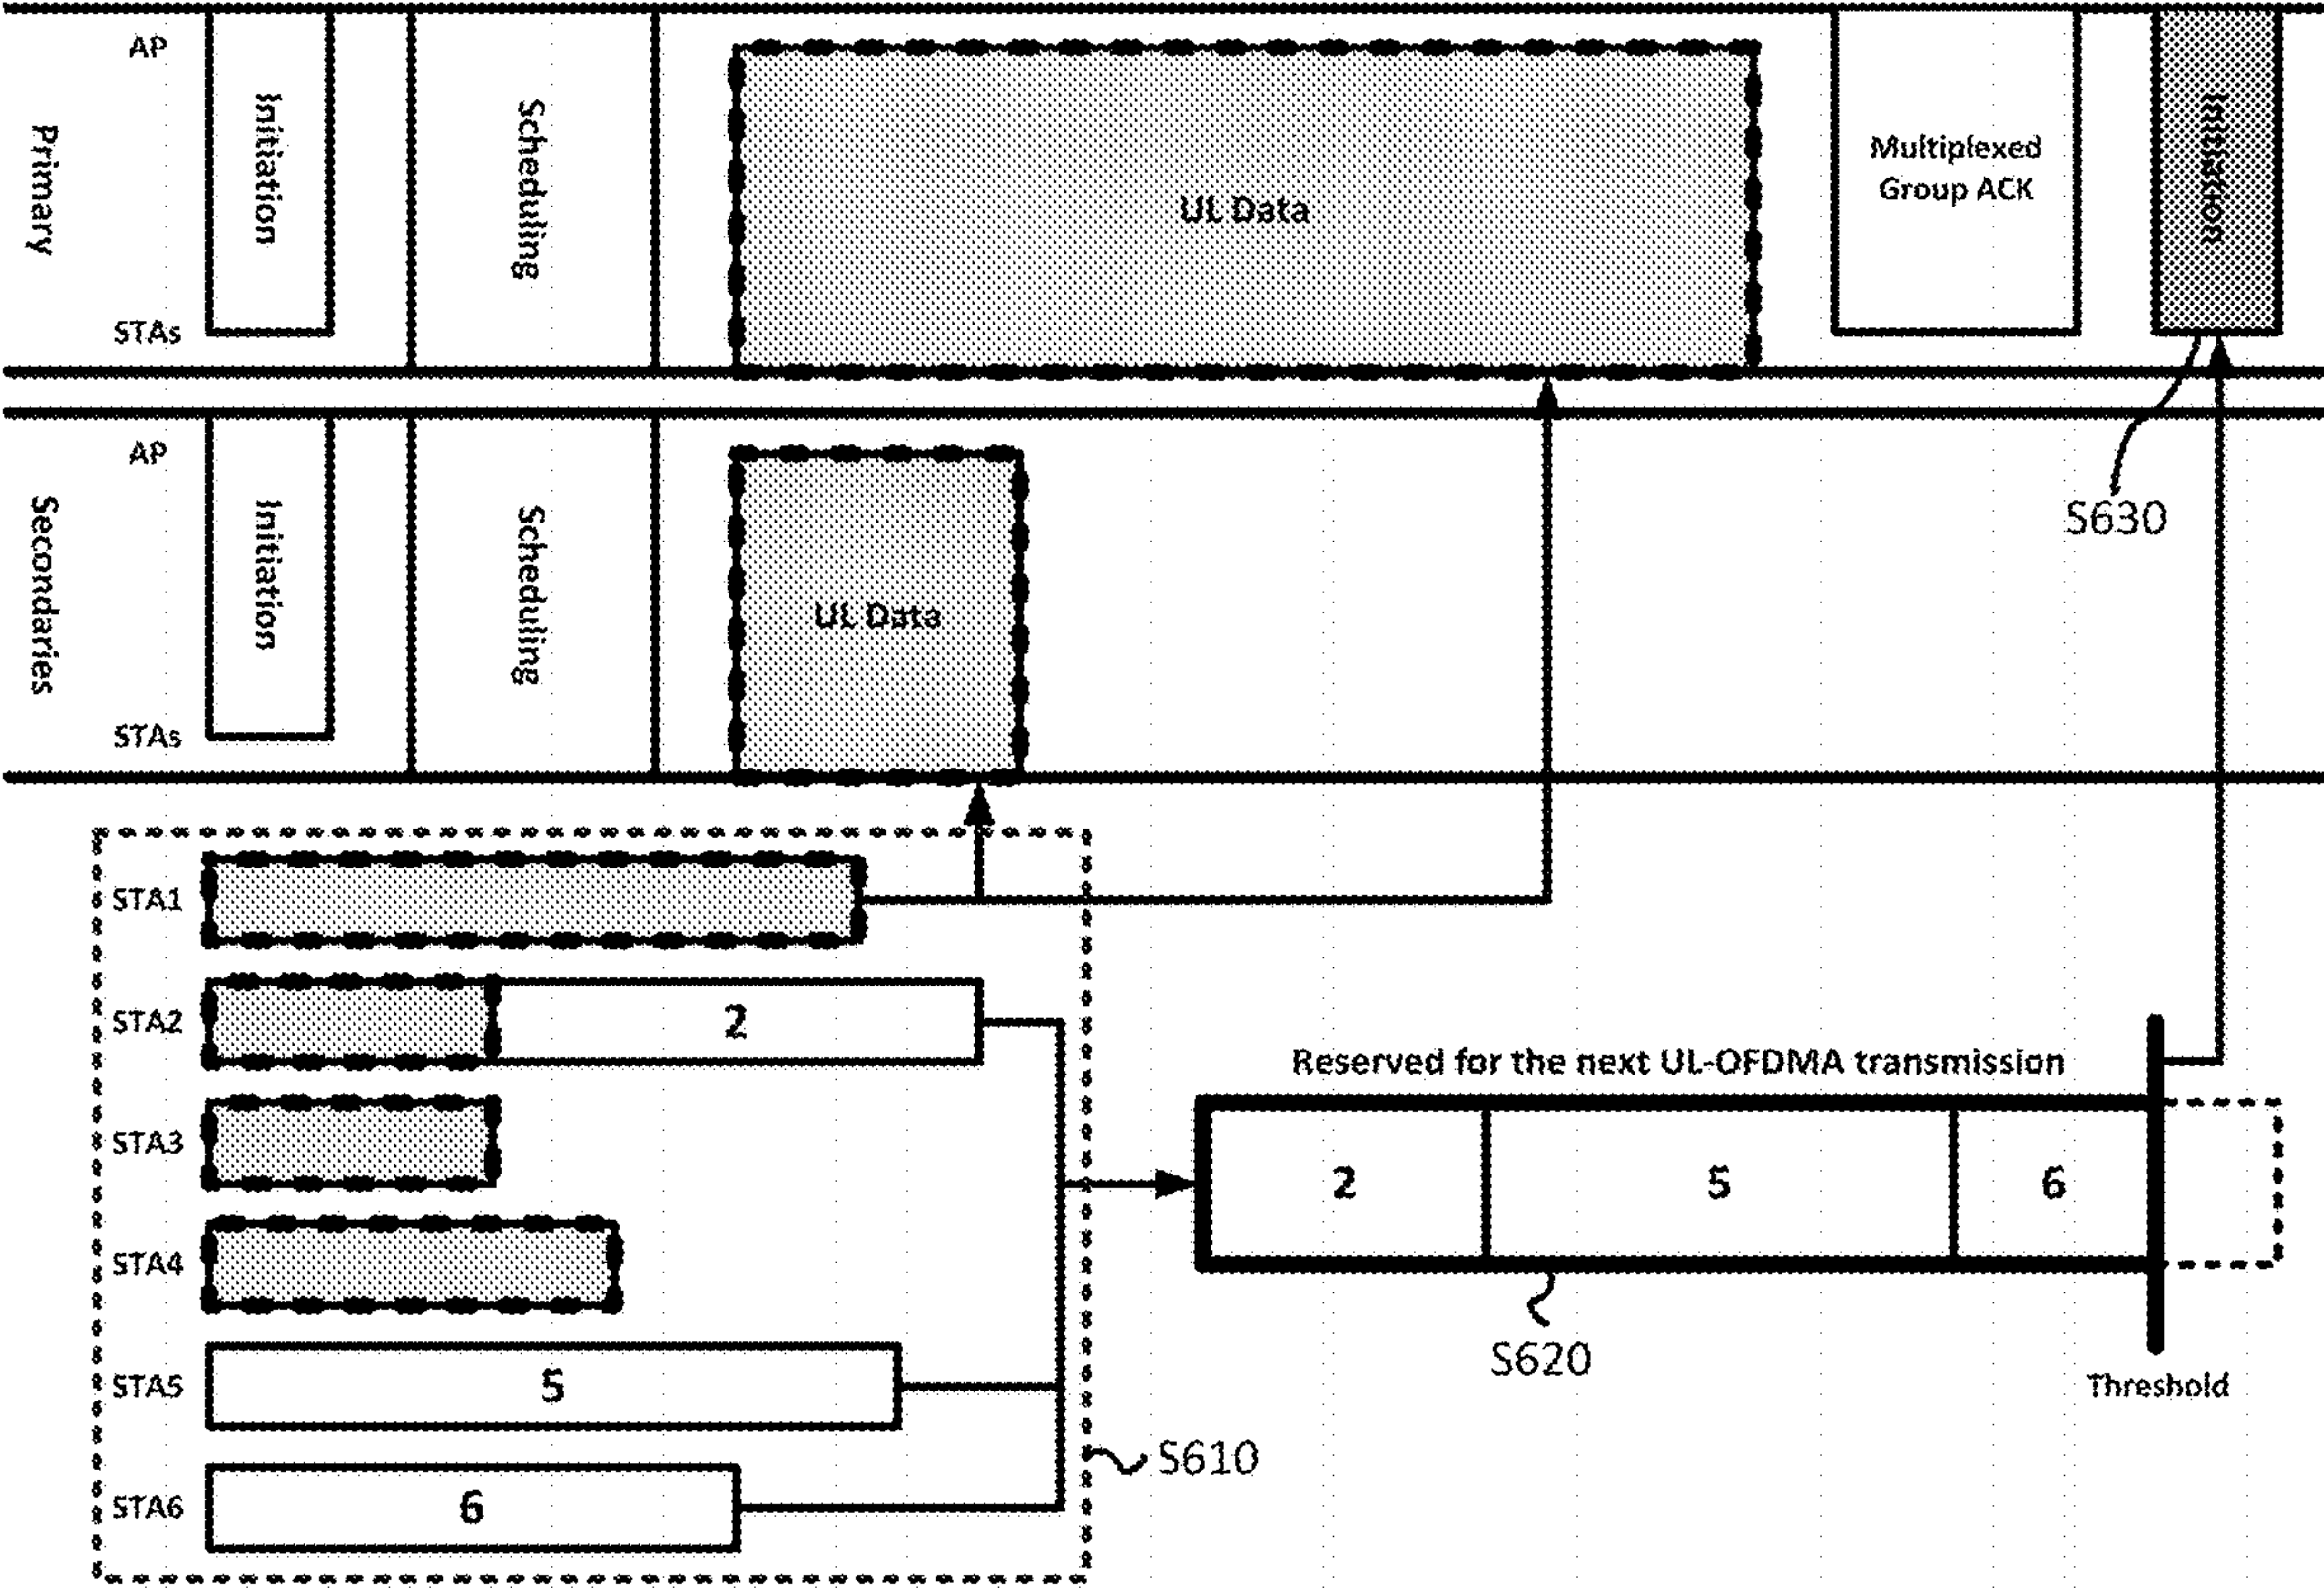 Primary
AP
Initiation
Scheduling
UL Data
Multiplexed
Group ACK
Initiation
STAs
Secondaries
AP
Initiation
Scheduling
UL Data
S630
STAs
STA1
STA2
2
Reserved for the next UL-OFDMA transmission
STA3
2
5
6
STA4
S620
STA5
5
Threshold
S610
STA6
6